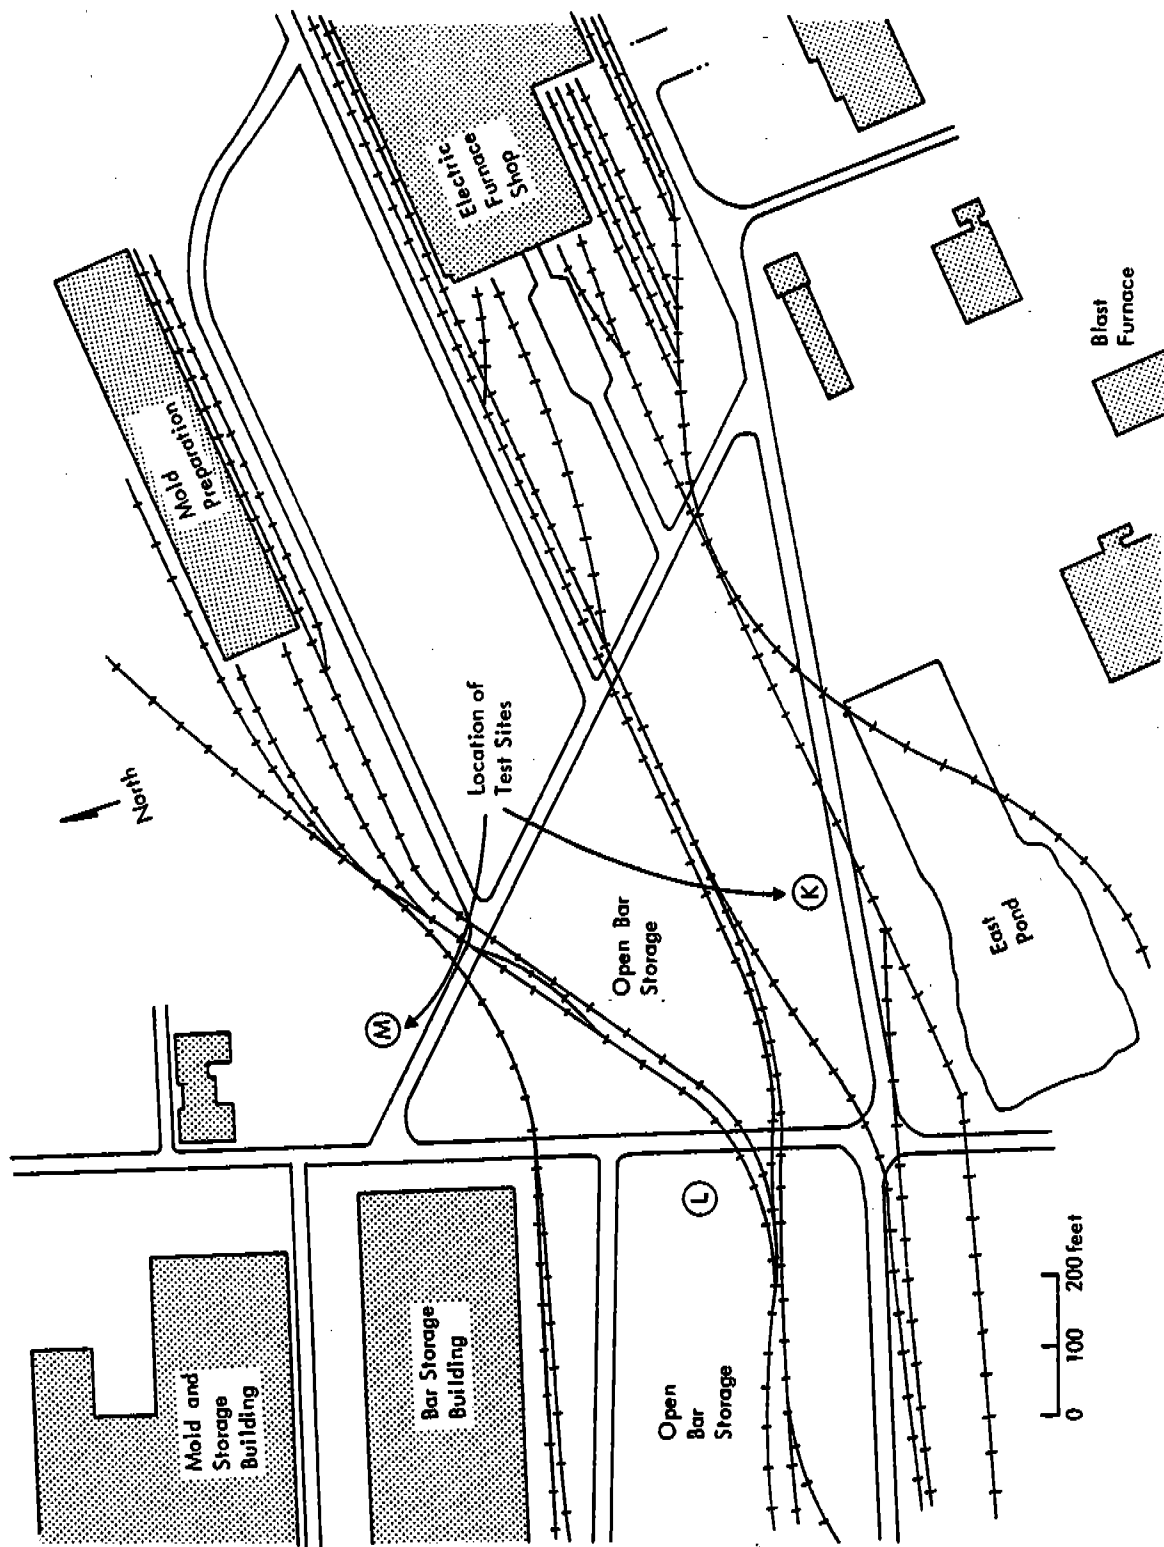 Mold
Preparation
Electric
Furnace
Shop
Blast
Furnace
North
Location of
Test Sites
M
K
L
Open Bar
Storage
East
Pond
Mold and
Storage
Building
Bar Storage
Building
Open
Bar
Storage
0 100 200 feet